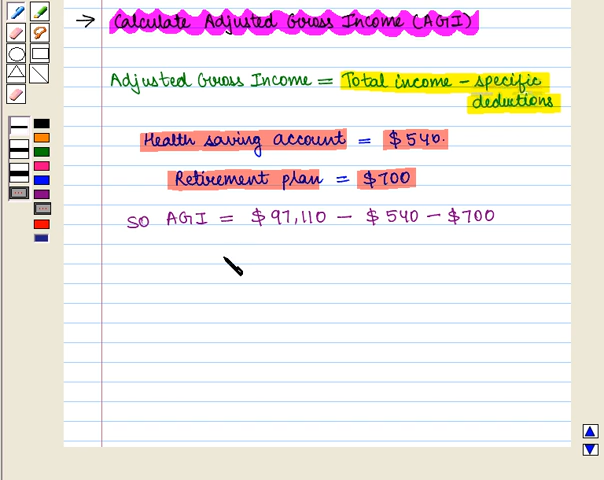 → Calculate Adjusted Gross Income (AGI)
Adjusted Gross Income = Total income - specific
deductions
Health saving account = $540.
Retirement plan = $700
SO AGI = $97,110 - $540 - $700